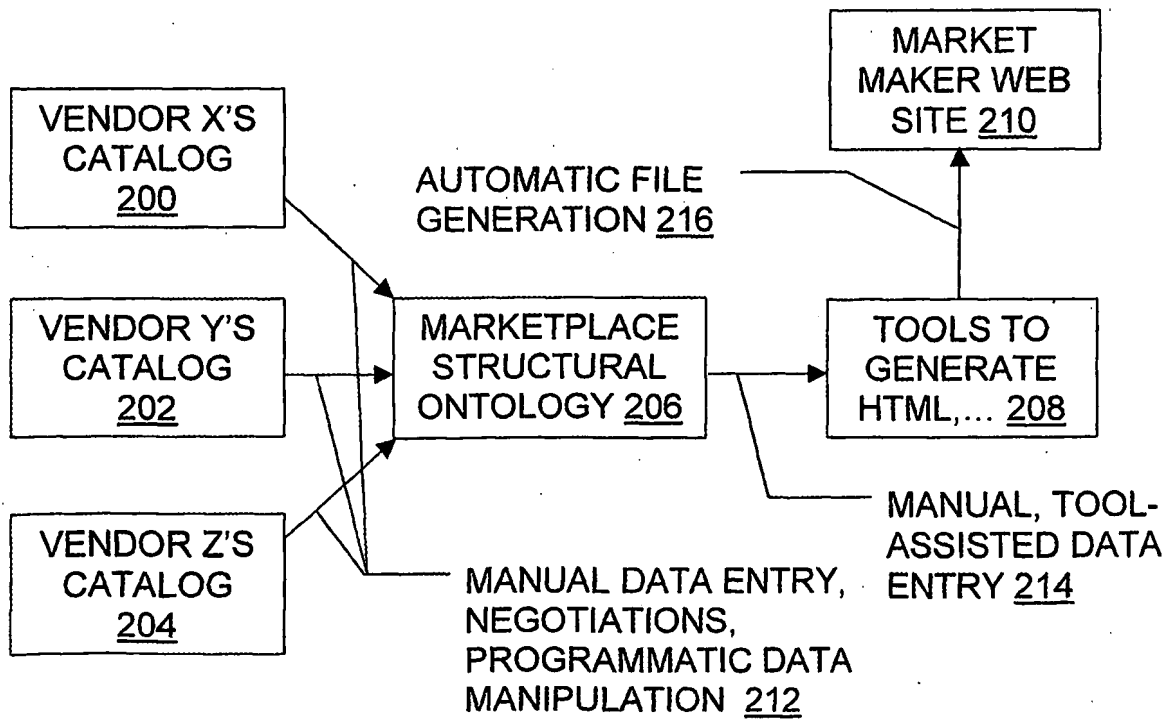 VENDOR X'S
CATALOG
200
VENDOR Y'S
CATALOG
202
VENDOR Z'S
CATALOG
204
MARKETPLACE
STRUCTURAL
ONTOLOGY 206
TOOLS TO
GENERATE
HTML,... 208
MARKET
MAKER WEB
SITE 210
AUTOMATIC FILE
GENERATION 216
MANUAL DATA ENTRY,
NEGOTIATIONS,
PROGRAMMATIC DATA
MANIPULATION 212
MANUAL, TOOL-
ASSISTED DATA
ENTRY 214